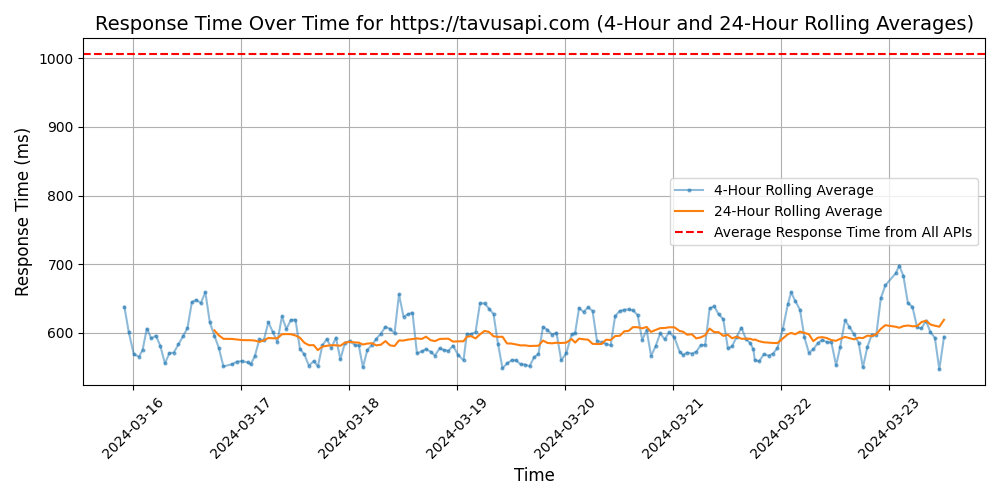 Response Time Over Time for https://tavusapi.com (4-Hour and 24-Hour Rolling Averages)
Response Time (ms)
1000
900
800
700
600
4-Hour Rolling Average
24-Hour Rolling Average
Average Response Time from All APIs
2024-03-16
2024-03-17
2024-03-18
2024-03-19
2024-03-20
2024-03-21
2024-03-22
2024-03-23
Time